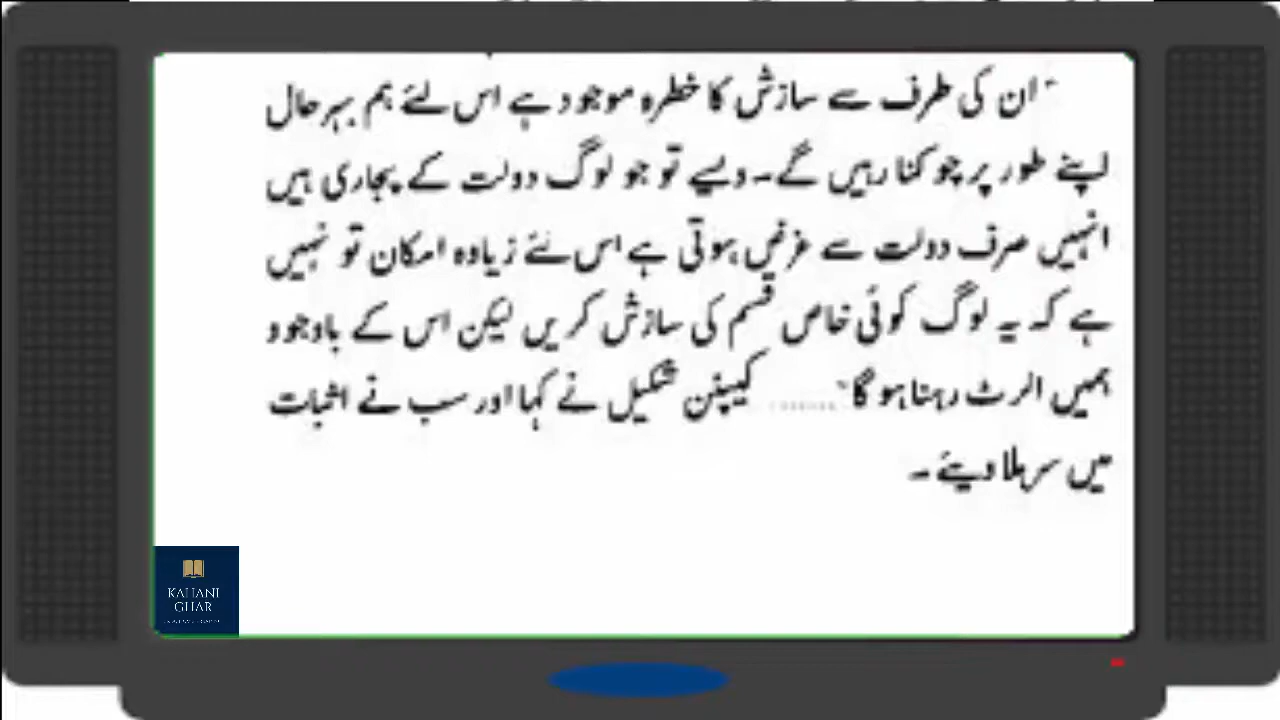 "ان کی طرف سے سازش کا خطرہ موجود ہے اس لئے ہم بہرحال
اپنے طور پر چوکنا رہیں گے۔ ویسے تو جو لوگ دولت کے پجاری ہیں
انہیں صرف دولت سے غرض ہوتی ہے اس لئے زیادہ امکان تو نہیں
ہے کہ یہ لوگ کوئی خاص قسم کی سازش کریں لیکن اس کے باوجود
ہمیں الرٹ رہنا ہو گا"........ کیپٹن شکیل نے کہا اور سب نے اثبات
میں سر ہلا دیئے۔
KAHANI
GHAR